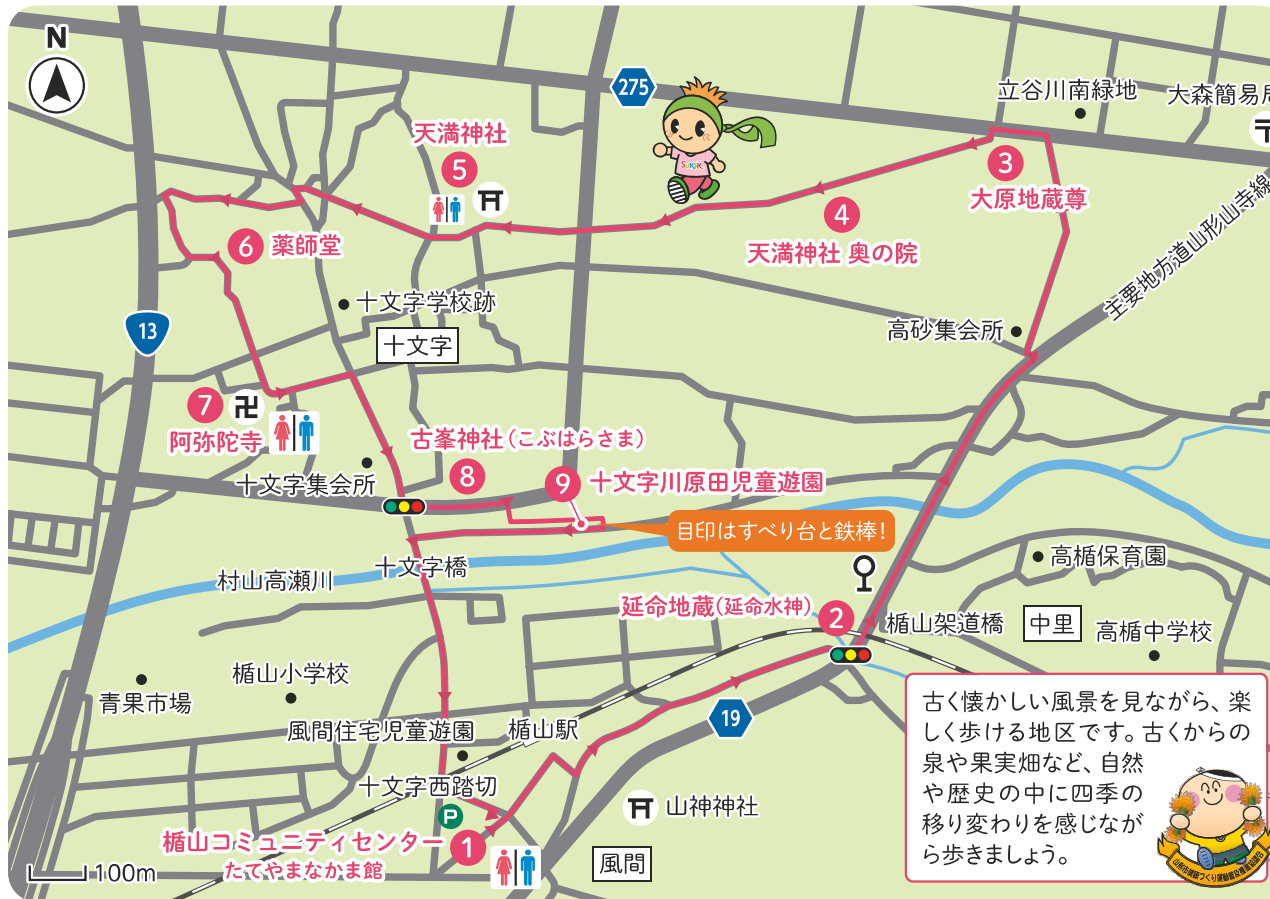 N
275
立谷川南緑地
大森簡易
天満神社
5
SUKSK
3
大原地蔵尊
4
天満神社 奥の院
6 薬師堂
主要地方道山形山寺線
十文字学校跡
13
高砂集会所
十文字
7
阿弥陀寺
古峯神社(こぶはらさま)
8
9 十文字川原田児童遊園
十文字集会所
目印はすべり台と鉄棒!
十文字橋
村山高瀬川
高楯保育園
延命地蔵(延命水神)
2
楯山架道橋
中里
高楯中学校
楯山小学校
青果市場
19
風間住宅児童遊園
楯山駅
十文字西踏切
P
山神神社
楯山コミュニティセンター
1
たてやまなかま館
風間
100m
古く懐かしい風景を見ながら、楽
しく歩ける地区です。古くからの
泉や果実畑など、自然
や歴史の中に四季の
移り変わりを感じなが
ら歩きましょう。